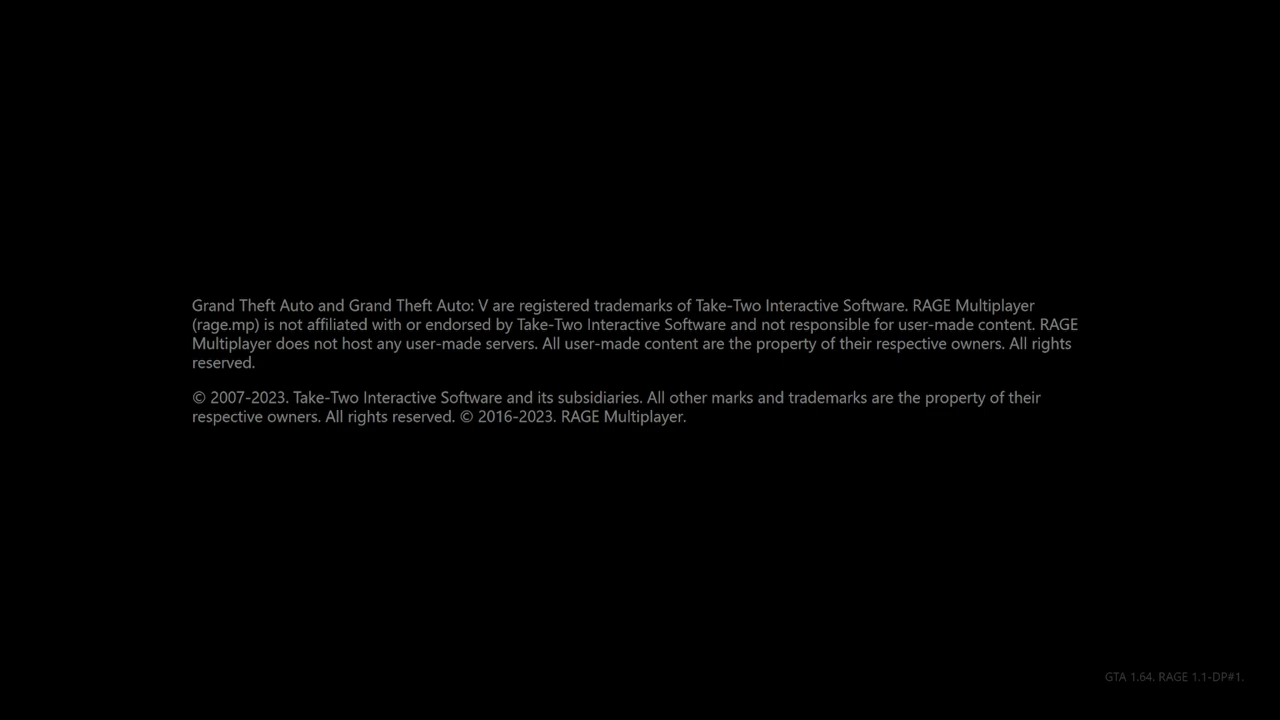 Grand Theft Auto and Grand Theft Auto: V are registered trademarks of Take-Two Interactive Software. RAGE Multiplayer
(rage.mp) is not affiliated with or endorsed by Take-Two Interactive Software and not responsible for user-made content. RAGE
Multiplayer does not host any user-made servers. All user-made content are the property of their respective owners. All rights
reserved.
© 2007-2023. Take-Two Interactive Software and its subsidiaries. All other marks and trademarks are the property of their
respective owners. All rights reserved. © 2016-2023. RAGE Multiplayer.
GTA 1.64. RAGE 1.1-DP#1.